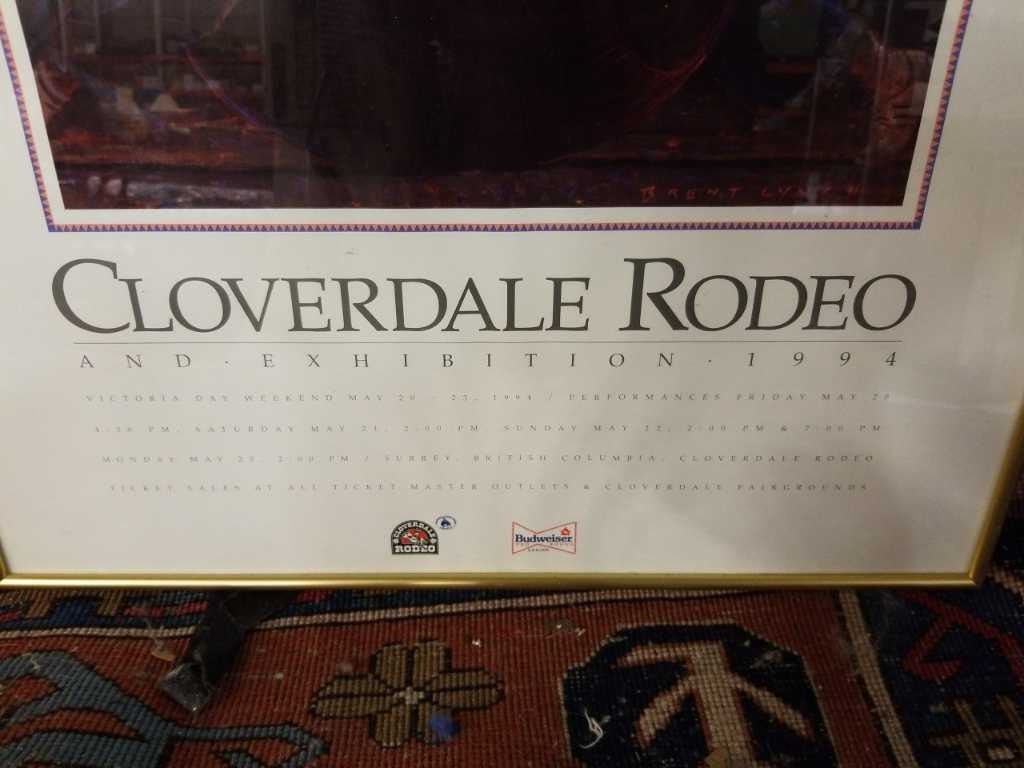 BRENT LYNCH
CLOVERDALE RODEO
AND · EXHIBITION · 1994
VICTORIA DAY WEEKEND MAY 20 - 23, 1994 / PERFORMANCES FRIDAY MAY 20
PM, SATURDAY MAY 21, 2:00 PM SUNDAY MAY 22, 2:00 PM & 7:00 PM
MONDAY MAY 23, 2:00 PM / SURREY, BRITISH COLUMBIA, CLOVERDALE RODEO
TICKET SALES AT ALL TICKET MASTER OUTLETS & CLOVERDALE FAIRGROUNDS
CLOVERDALE
RODEO
Budweiser
PRO RODEO
SERIES